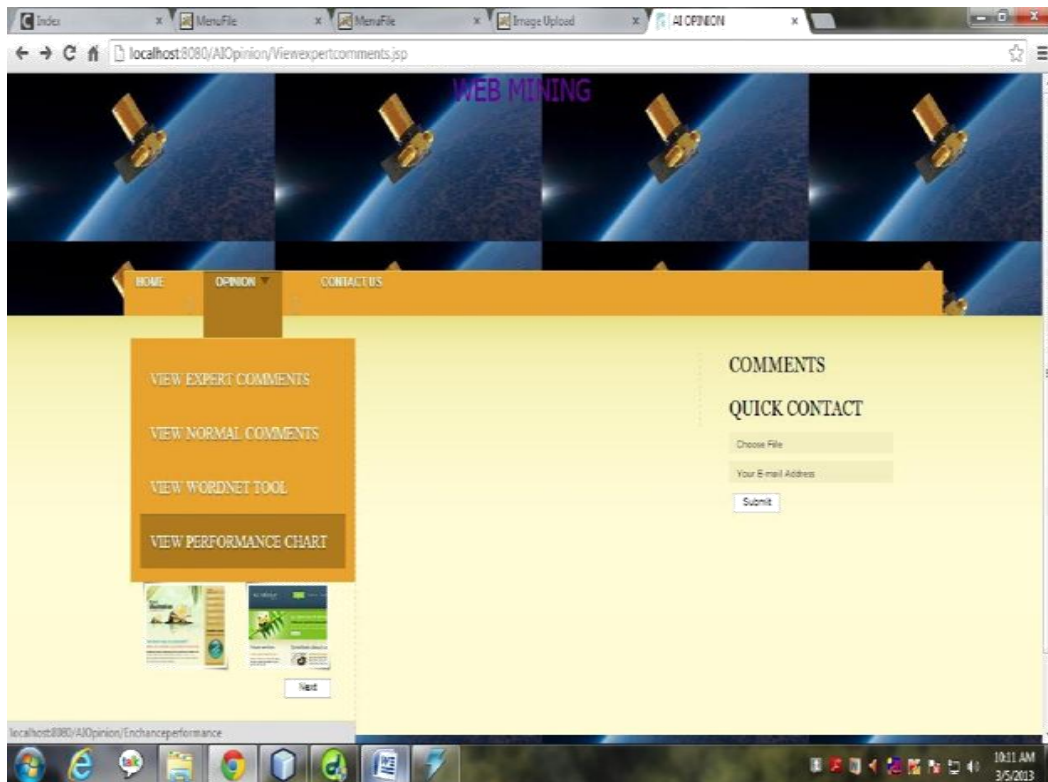 Index
MenuFile
MenuFile
Image Upload
AI OPINION
localhost:8080/AIOpinion/Viewexpertcomments.jsp
WEB MINING
HOME
OPINION
CONTACT US
VIEW EXPERT COMMENTS
VIEW NORMAL COMMENTS
VIEW WORDNET TOOL
VIEW PERFORMANCE CHART
COMMENTS
QUICK CONTACT
Choose File
Your E-mail Address
Submit
Next
localhost:8080/AIOpinion/Enchanceperformance
talk
10:11 AM
3/5/2013